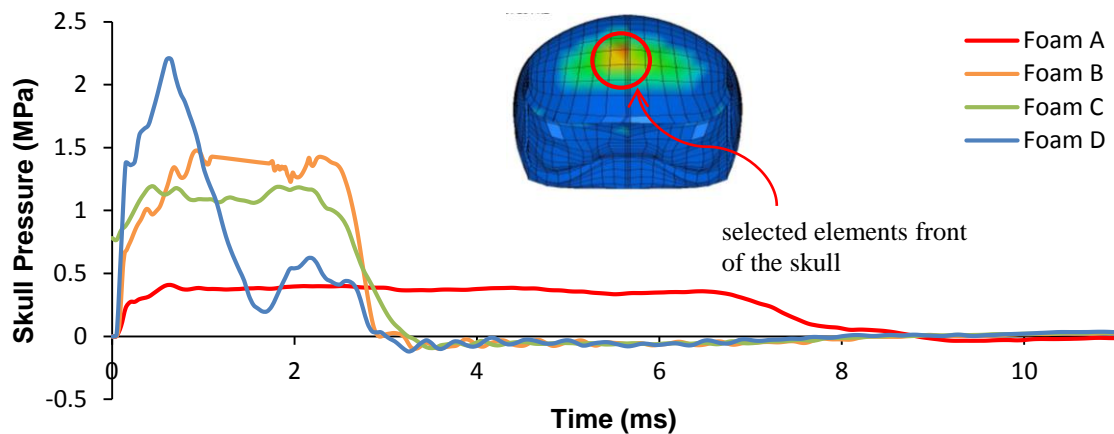 2.5
2
1.5
1
0.5
0
-0.5
0
2
4
6
8
10
Skull Pressure (MPa)
Time (ms)
Foam A
Foam B
Foam C
Foam D
selected elements front
of the skull